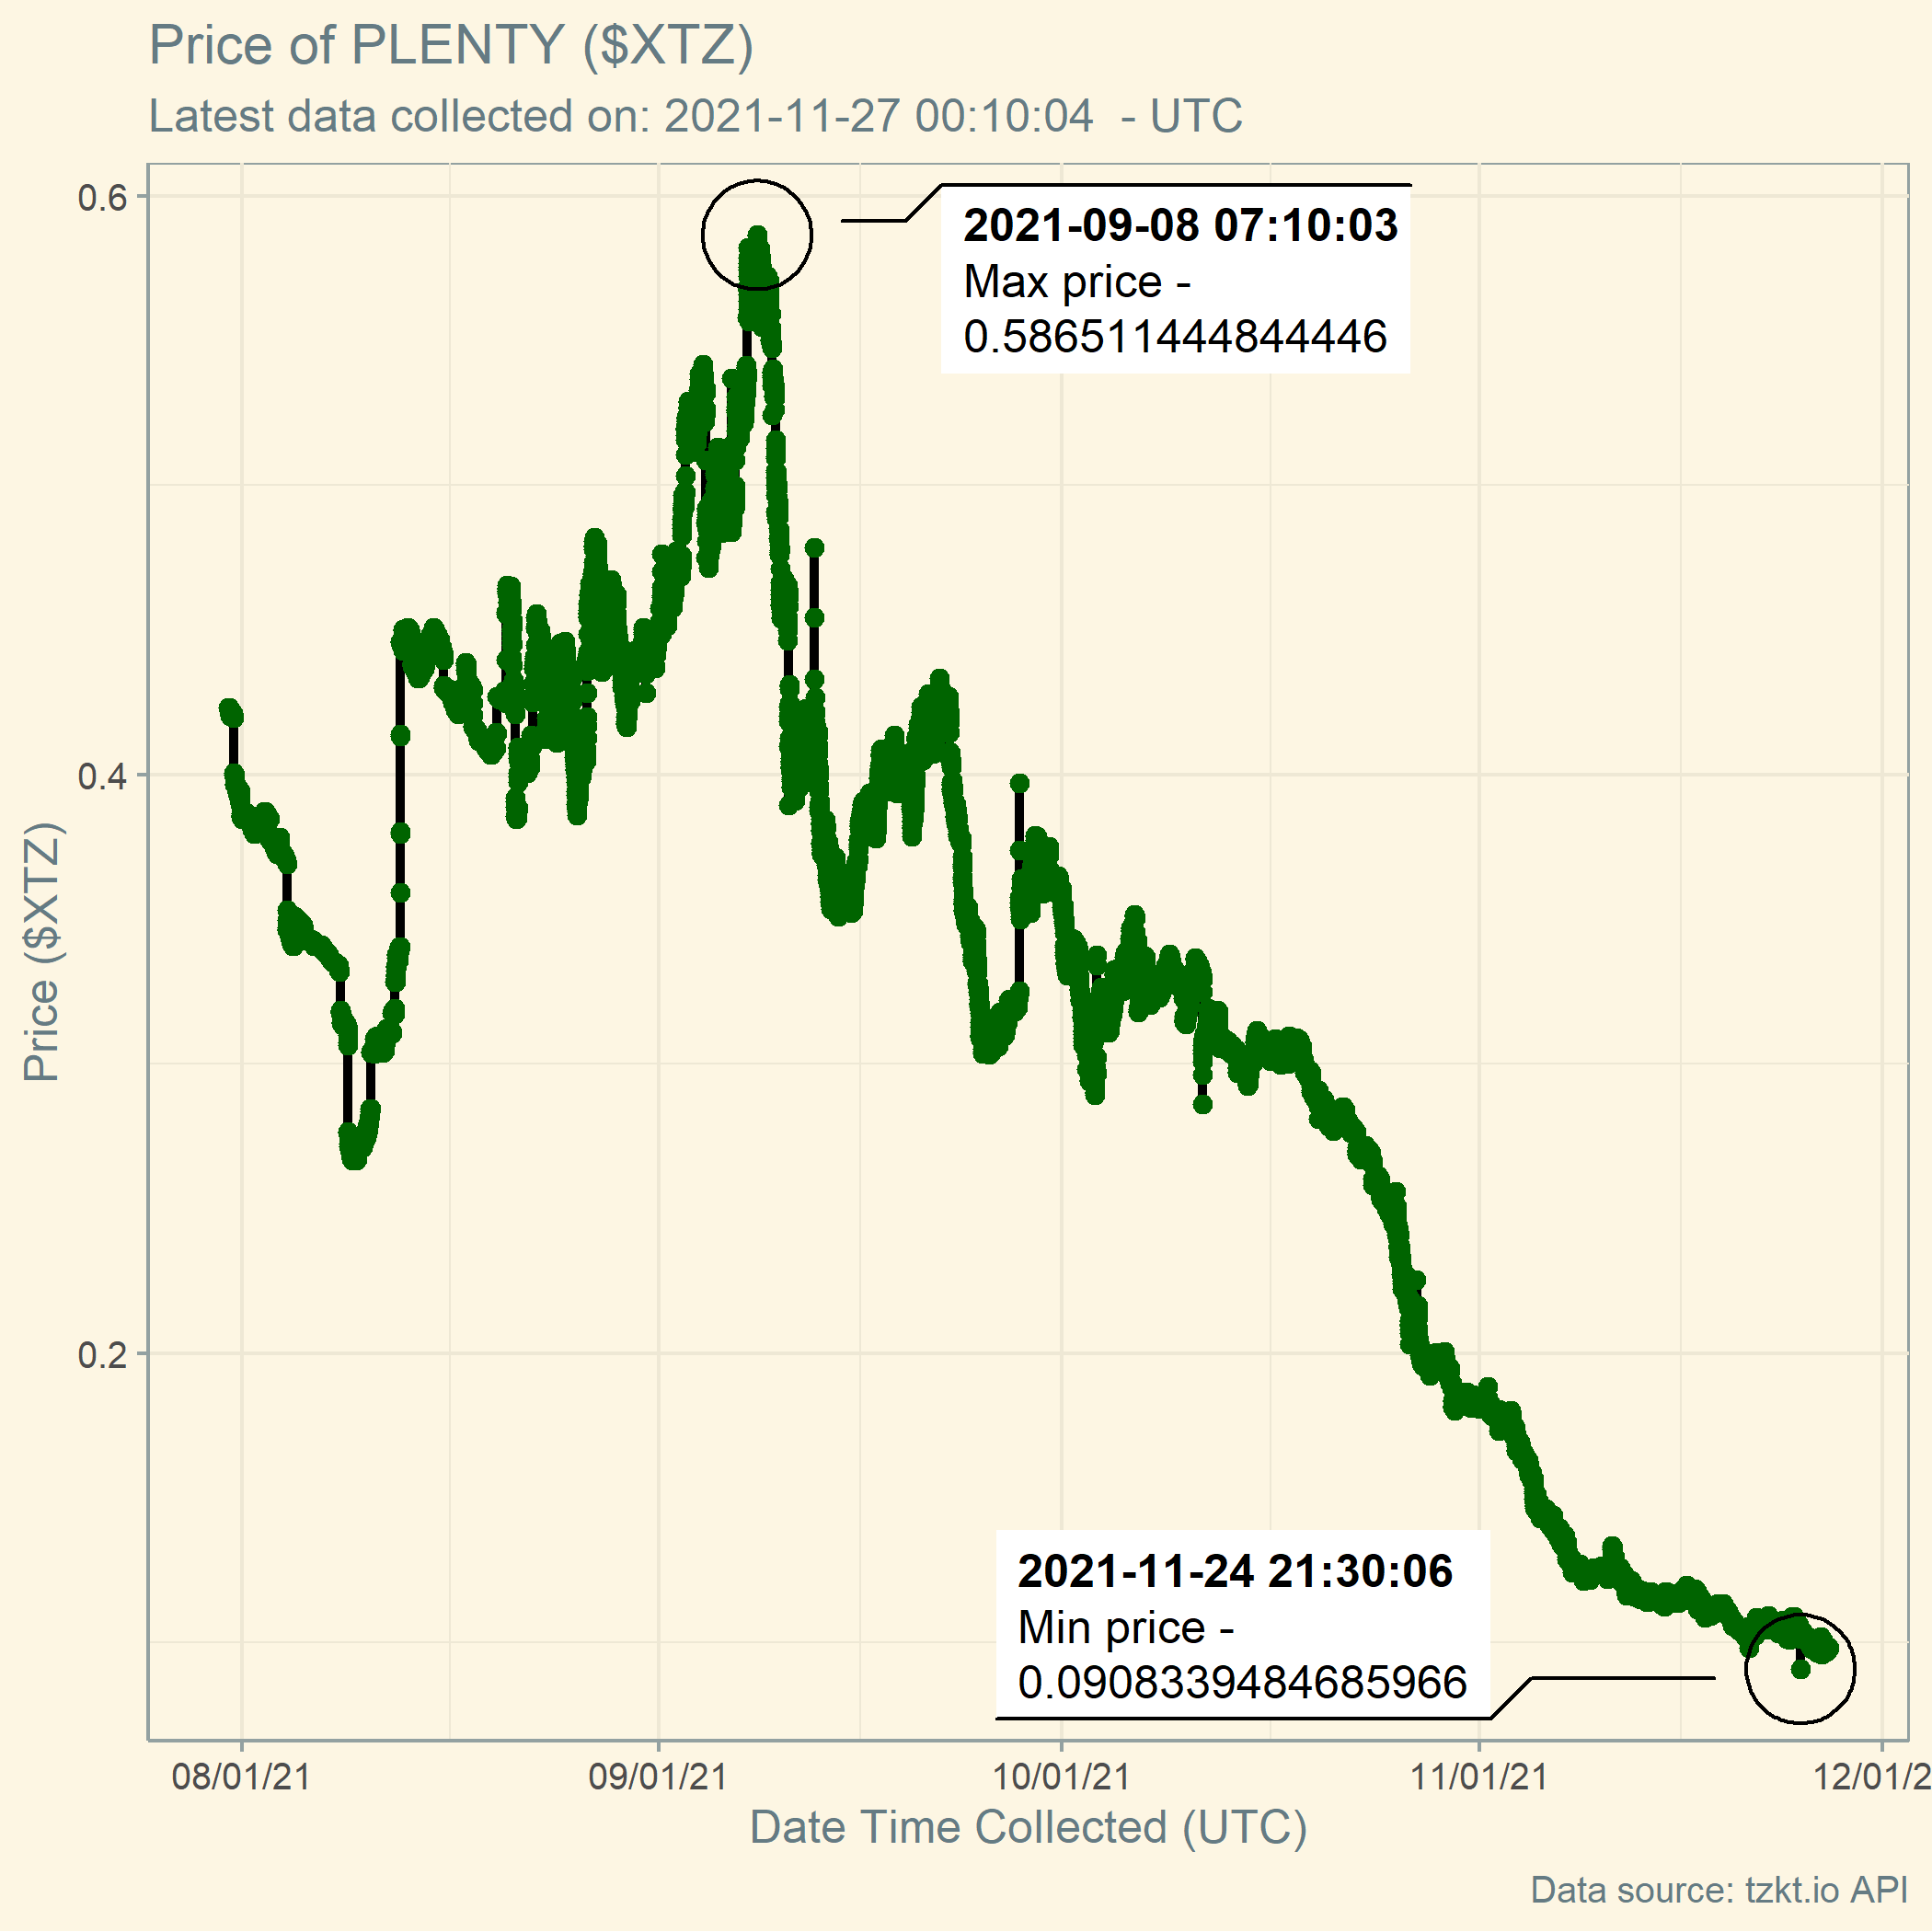 Price of PLENTY ($XTZ)
Latest data collected on: 2021-11-27 00:10:04  - UTC
0.6
2021-09-08 07:10:03
Max price -
0.586511444844446
0.4
Price ($XTZ)
0.2
2021-11-24 21:30:06
Min price -
0.0908339484685966
08/01/21
09/01/21
10/01/21
11/01/21
12/01/2
Date Time Collected (UTC)
Data source: tzkt.io API